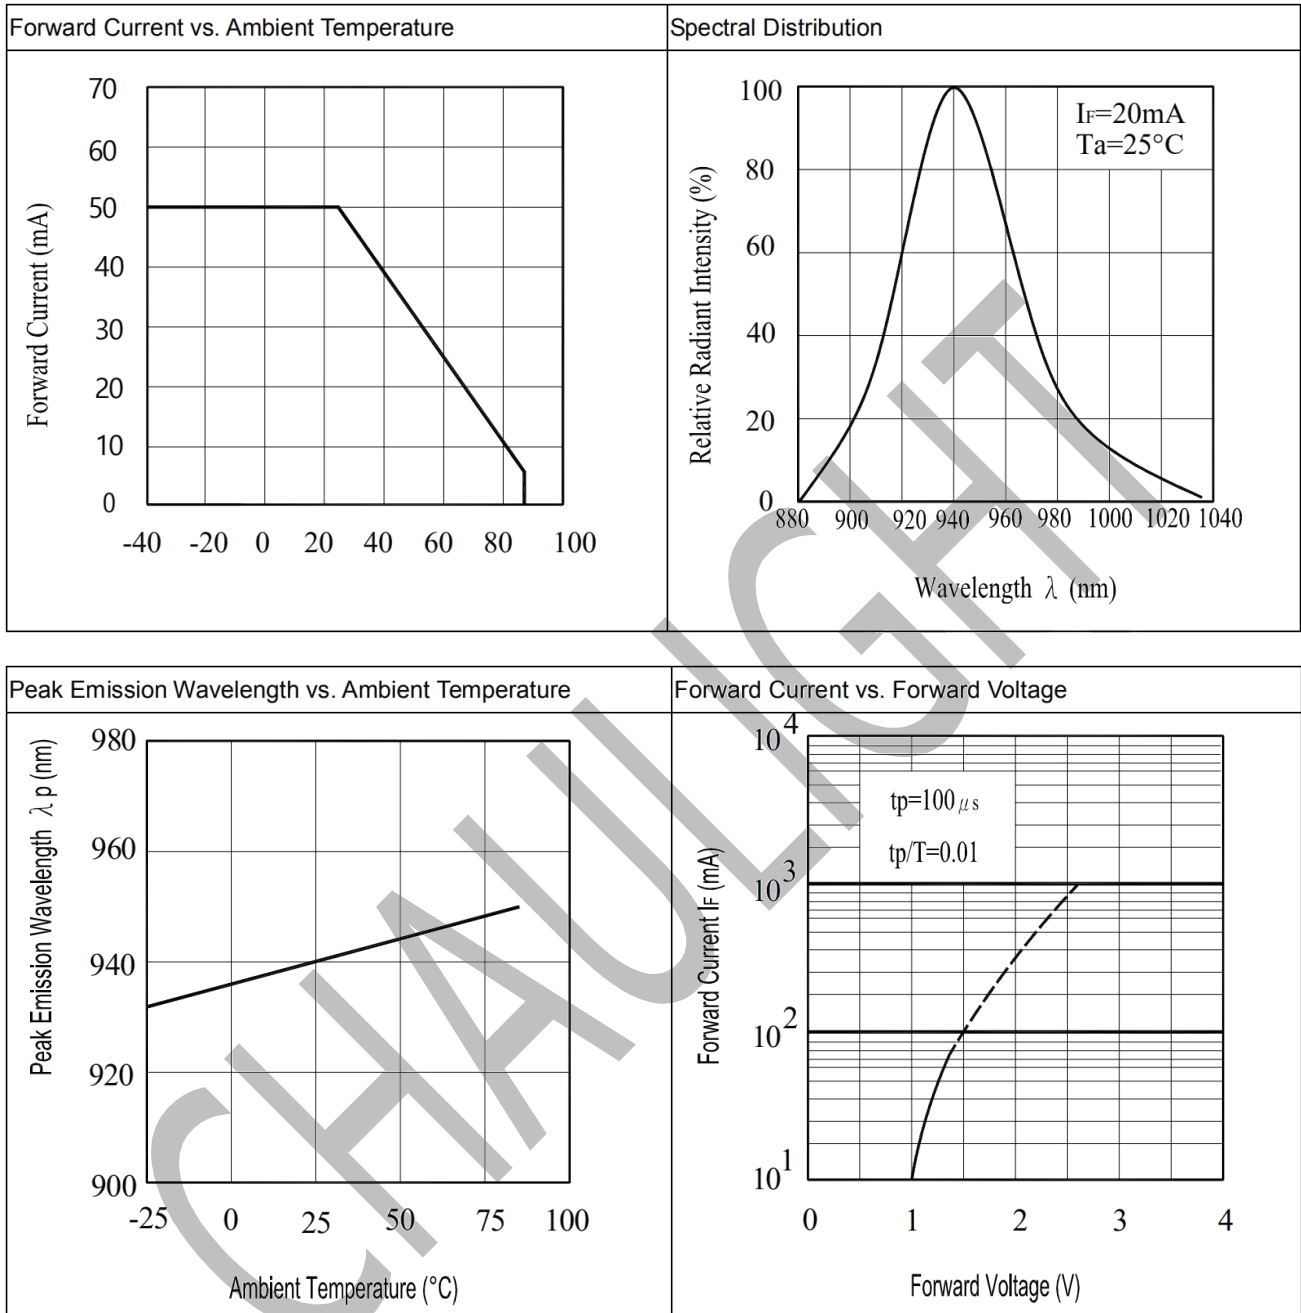 Forward Current vs. Ambient Temperature
Spectral Distribution
70
60
50
40
30
20
10
0
Forward Current (mA)
-40 -20 0 20 40 60 80 100
100
80
60
40
20
0
Relative Radiant Intensity (%)
IF=20mA
Ta=25°C
880 900 920 940 960 980 1000 1020 1040
Wavelength λ (nm)
Peak Emission Wavelength vs. Ambient Temperature
Forward Current vs. Forward Voltage
980
960
940
920
900
Peak Emission Wavelength λ p (nm)
-25 0 25 50 75 100
Ambient Temperature (°C)
10 4
10 3
10 2
10 1
Forward Current IF (mA)
tp=100 μ s
tp/T=0.01
0 1 2 3 4
Forward Voltage (V)
CHAULIGHT